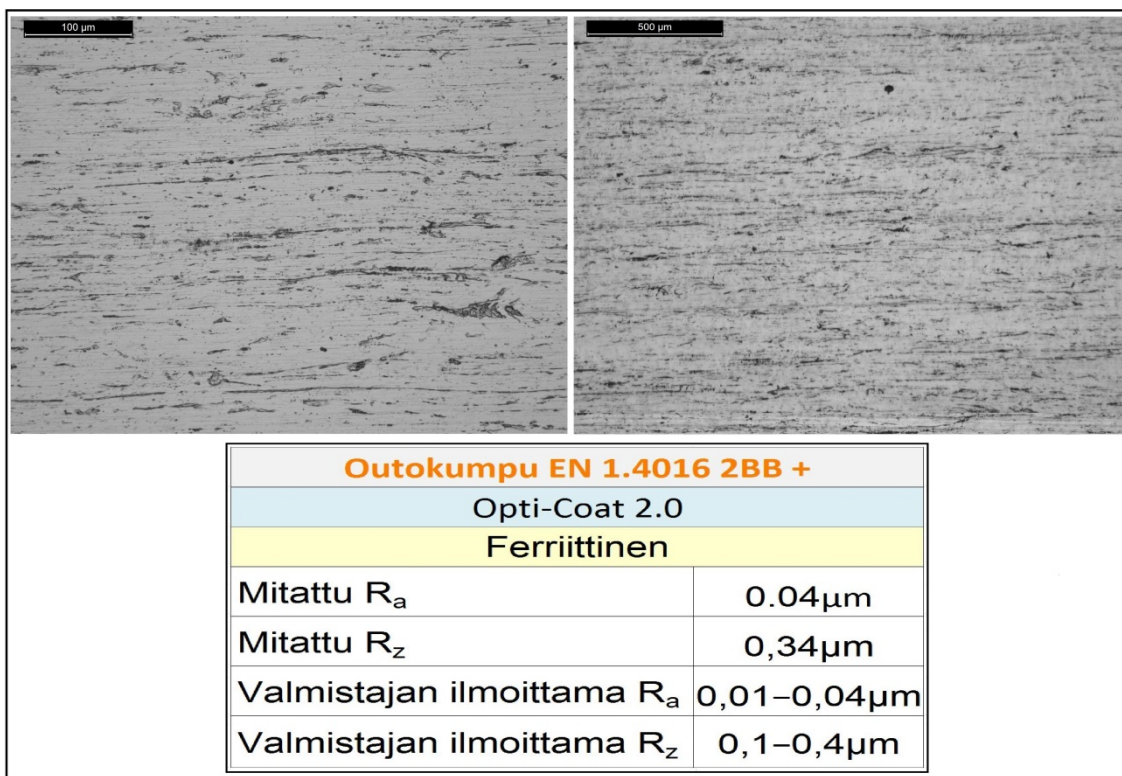 100 µm
500 µm
Outokumpu EN 1.4016 2BB +
Opti-Coat 2.0
Ferriittinen
Mitattu Ra 0.04µm
Mitattu Rz 0,34µm
Valmistajan ilmoittama Ra 0,01–0,04µm
Valmistajan ilmoittama Rz 0,1–0,4µm